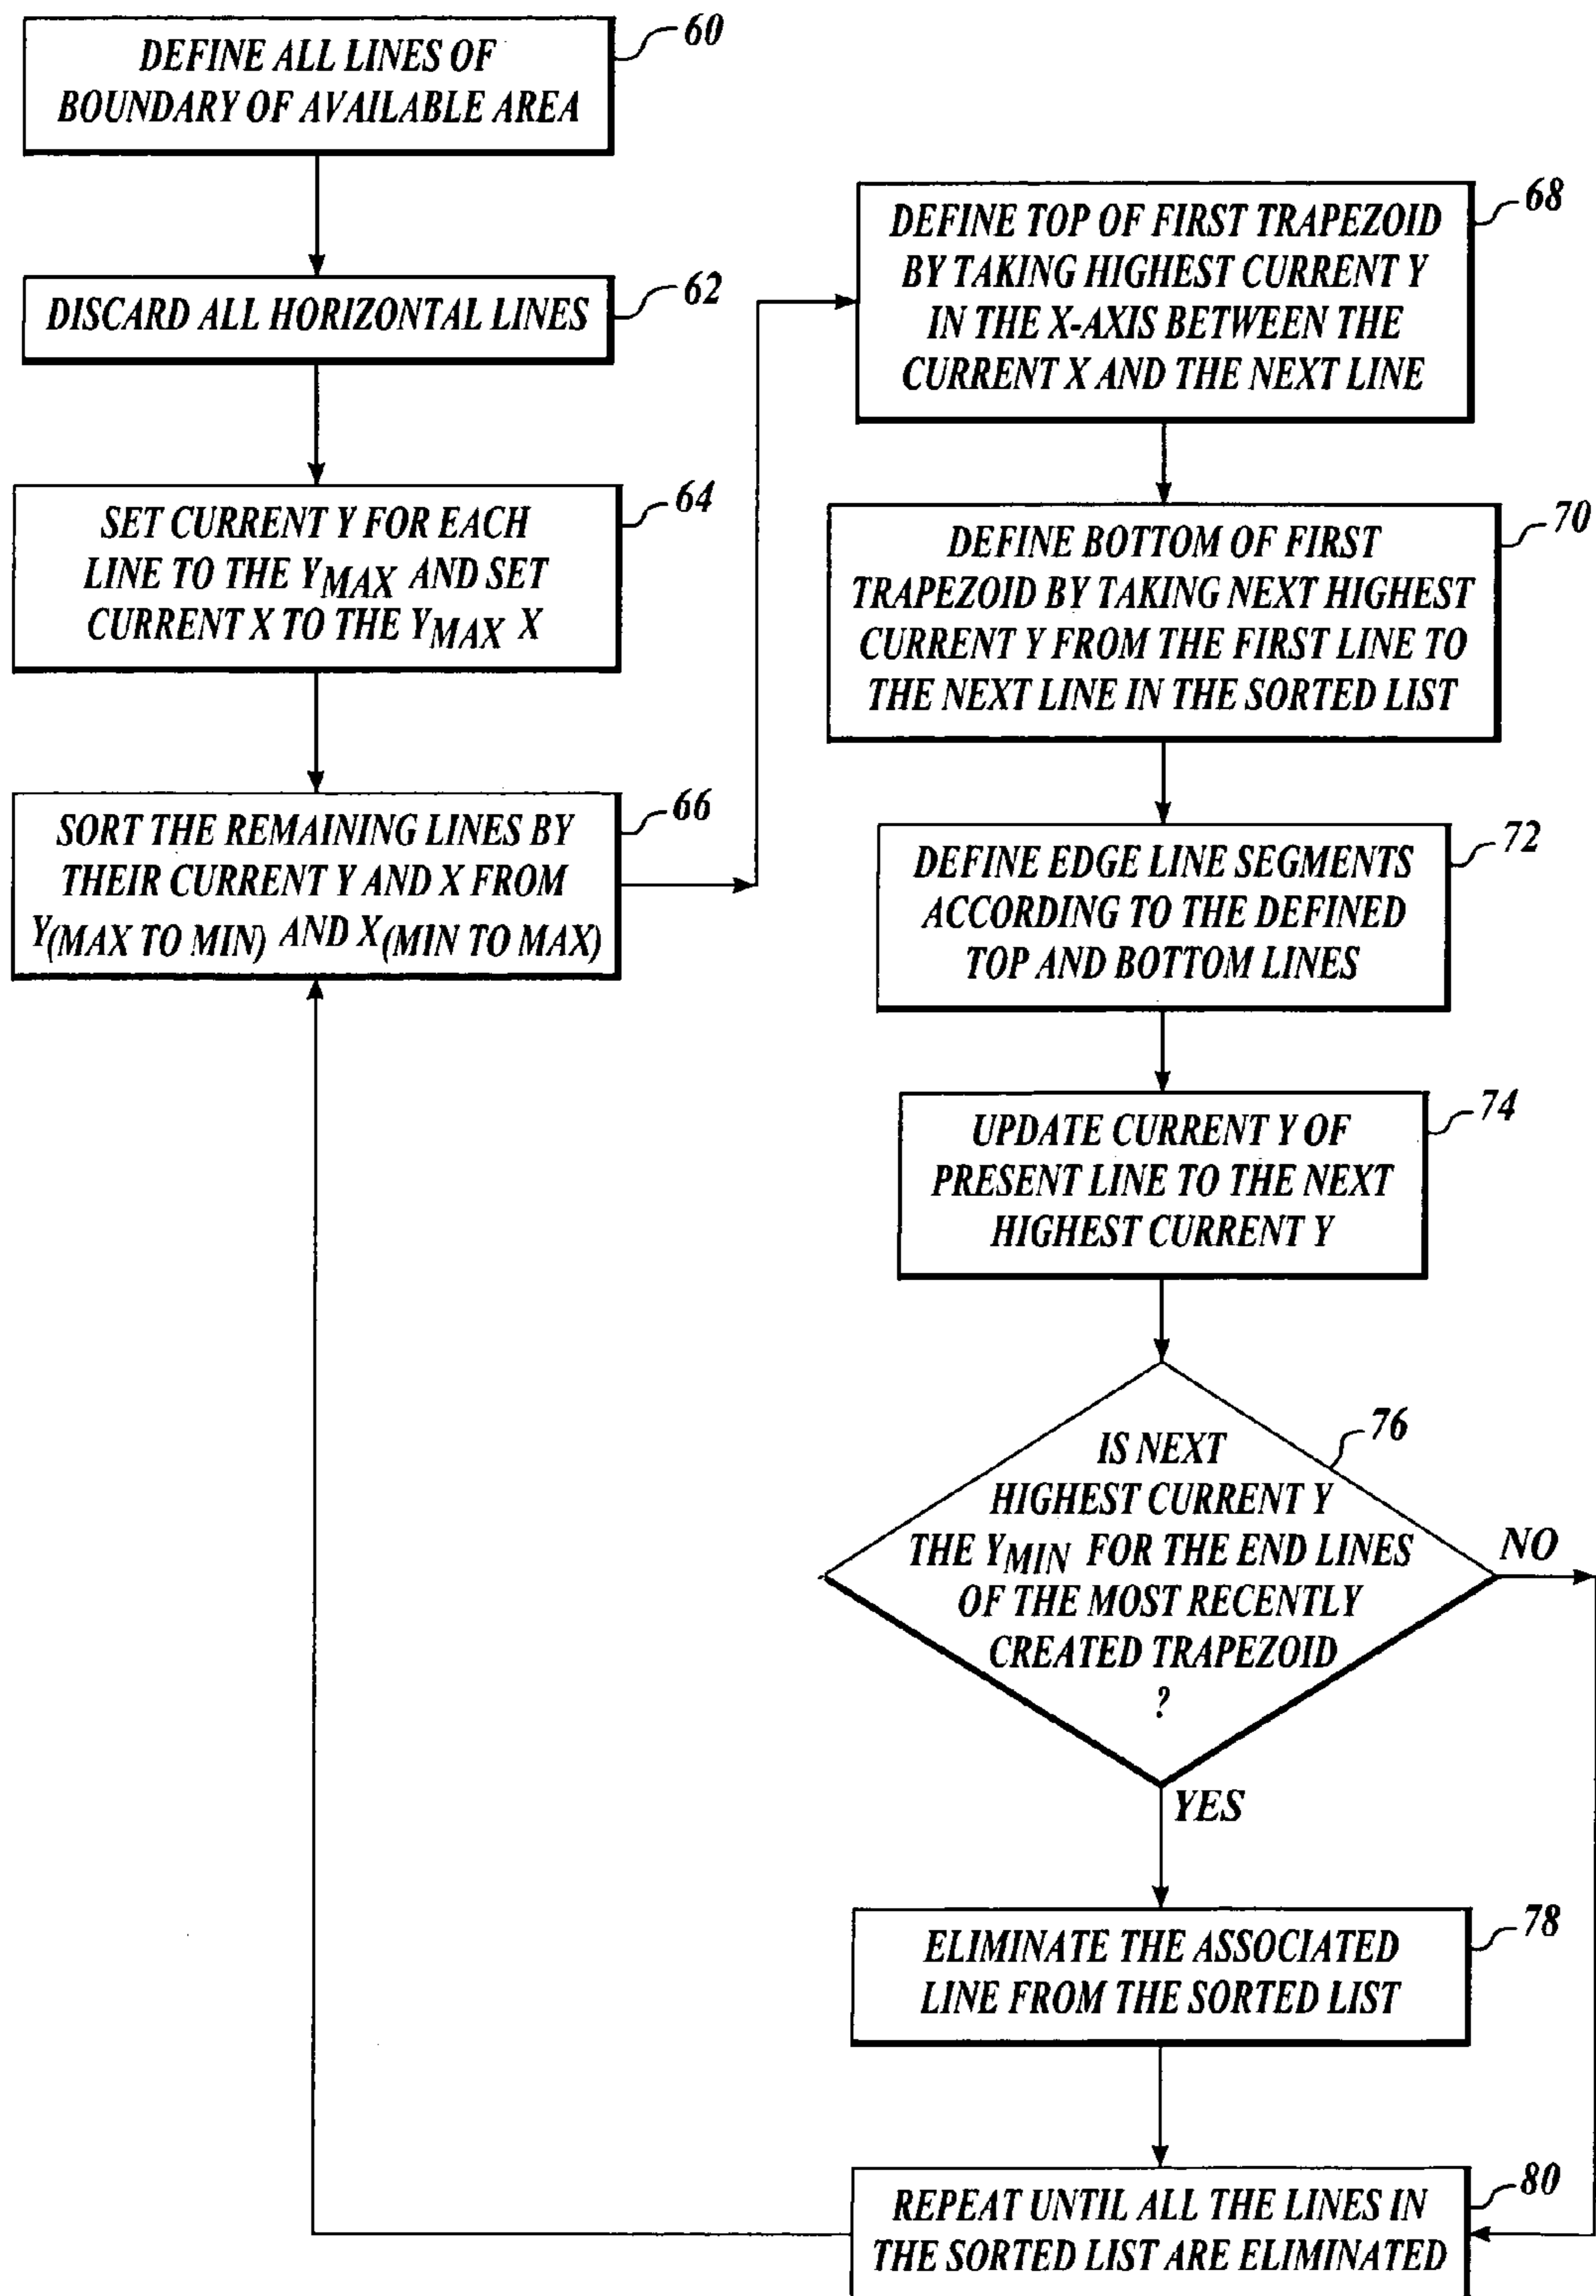 DEFINE ALL LINES OF
BOUNDARY OF AVAILABLE AREA
60
DISCARD ALL HORIZONTAL LINES
62
SET CURRENT Y FOR EACH
LINE TO THE YMAX AND SET
CURRENT X TO THE YMAX X
64
SORT THE REMAINING LINES BY
THEIR CURRENT Y AND X FROM
Y(MAX TO MIN) AND X(MIN TO MAX)
66
DEFINE TOP OF FIRST TRAPEZOID
BY TAKING HIGHEST CURRENT Y
IN THE X-AXIS BETWEEN THE
CURRENT X AND THE NEXT LINE
68
DEFINE BOTTOM OF FIRST
TRAPEZOID BY TAKING NEXT HIGHEST
CURRENT Y FROM THE FIRST LINE TO
THE NEXT LINE IN THE SORTED LIST
70
DEFINE EDGE LINE SEGMENTS
ACCORDING TO THE DEFINED
TOP AND BOTTOM LINES
72
UPDATE CURRENT Y OF
PRESENT LINE TO THE NEXT
HIGHEST CURRENT Y
74
IS NEXT
HIGHEST CURRENT Y
THE YMIN FOR THE END LINES
OF THE MOST RECENTLY
CREATED TRAPEZOID
?
76
NO
YES
ELIMINATE THE ASSOCIATED
LINE FROM THE SORTED LIST
78
REPEAT UNTIL ALL THE LINES IN
THE SORTED LIST ARE ELIMINATED
80